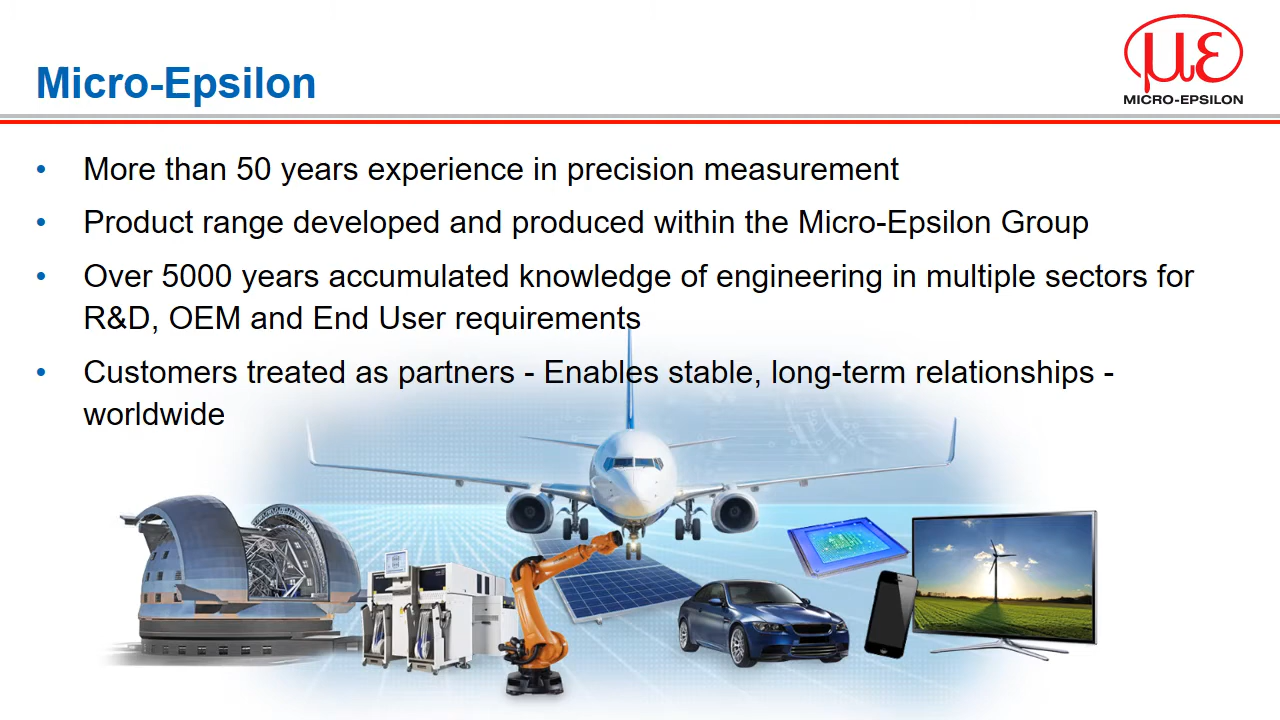 Micro-Epsilon
με
MICRO-EPSILON
• More than 50 years experience in precision measurement
• Product range developed and produced within the Micro-Epsilon Group
• Over 5000 years accumulated knowledge of engineering in multiple sectors for
R&D, OEM and End User requirements
• Customers treated as partners - Enables stable, long-term relationships -
worldwide